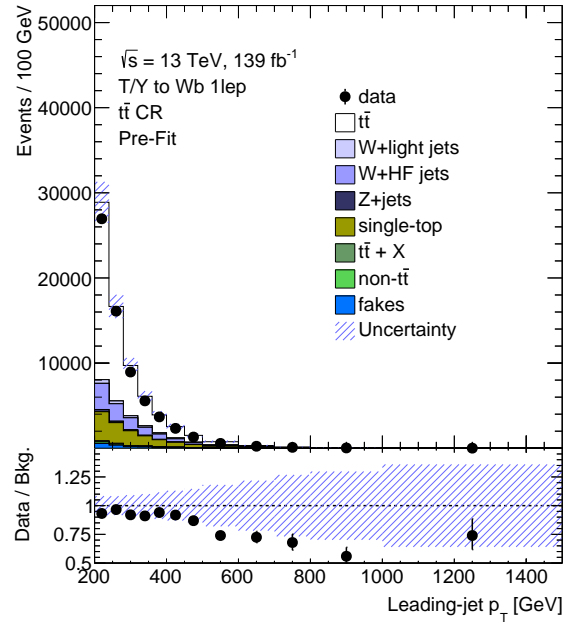 Events / 100 GeV
50000
40000
30000
20000
10000
√s = 13 TeV, 139 fb⁻¹
T/Y to Wb 1lep
tt̄ CR
Pre-Fit
data
tt̄
W+light jets
W+HF jets
Z+jets
single-top
tt̄ + X
non-tt̄
fakes
Uncertainty
Data / Bkg.
1.25
1
0.75
0.5
200 400 600 800 1000 1200 1400
Leading-jet p_T [GeV]